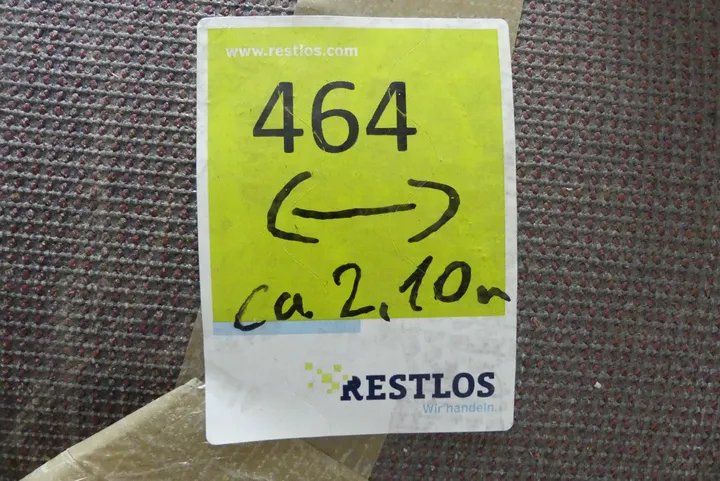 www.restlos.com
464
ca 2,10m
RESTLOS
Wir handeln.